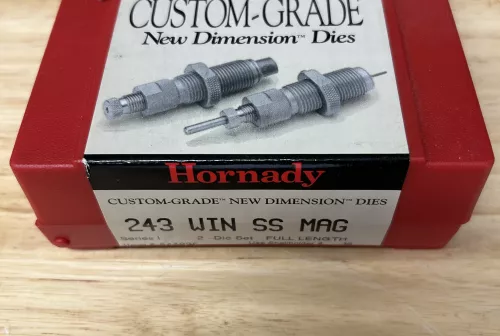 CUSTOM-GRADE
New Dimension™ Dies
Hornady
CUSTOM-GRADE™ NEW DIMENSION™ DIES
243 WIN SS MAG
Series I 2-Die Set FULL LENGTH